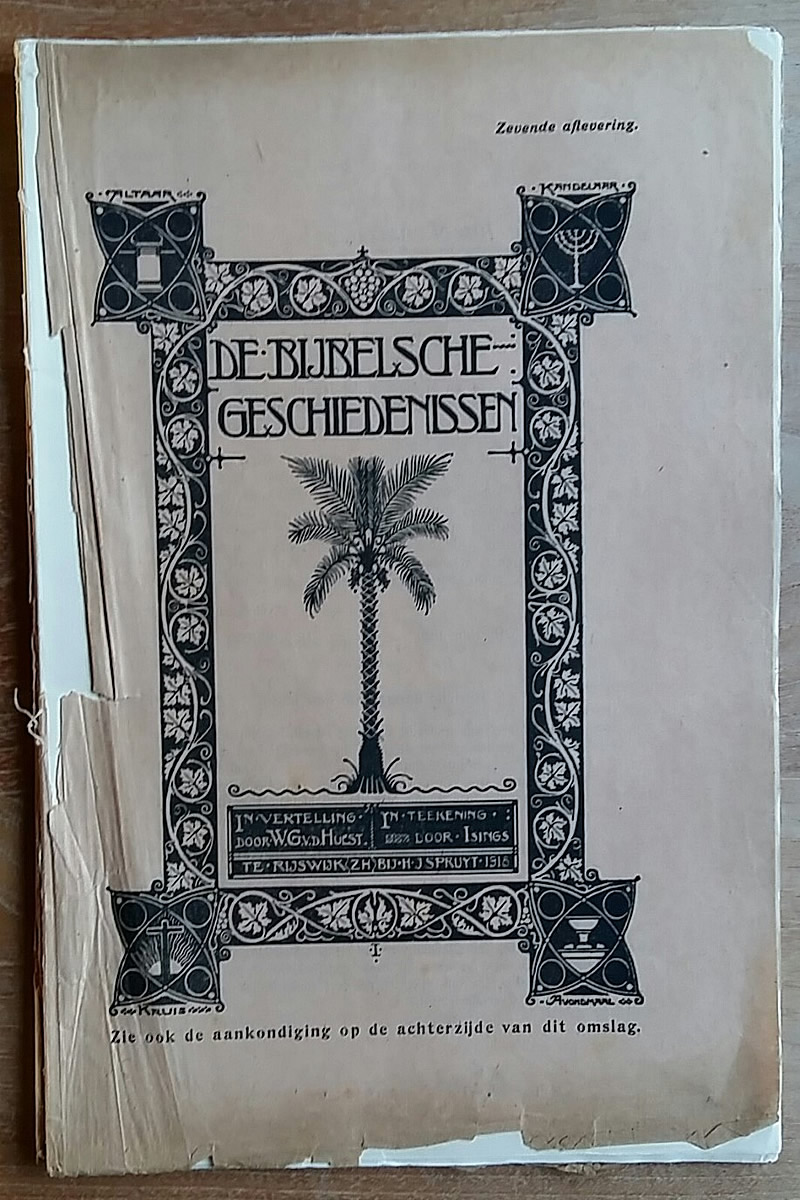 Zevende aflevering.
ALTAAR
KANDELAAR
DE·BIJBELSCHE
GESCHIEDENISSEN
IN·VERTELLING·
DOOR·W.G.v.d.HULST.
IN·TEEKENING·
DOOR·ISINGS
TE·RIJSWIJK(Z.H)BIJ·H·J·SPRUYT·1918
I
KRUIS
AVONDMAAL
Zie ook de aankondiging op de achterzijde van dit omslag.